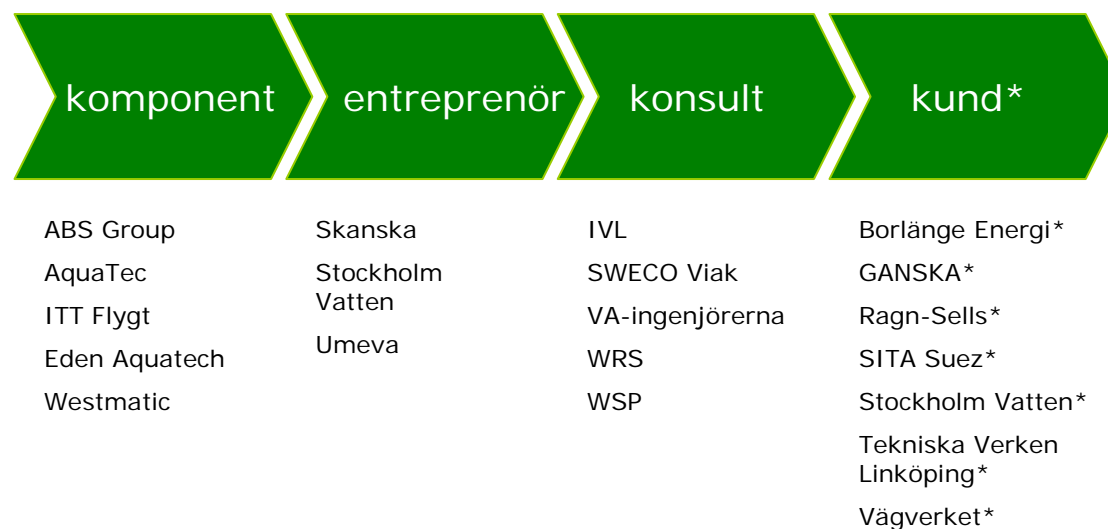 komponent
entreprenör
konsult
kund*
ABS Group
AquaTec
ITT Flygt
Eden Aquatech
Westmatic
Skanska
Stockholm
Vatten
Umeva
IVL
SWECO Viak
VA-ingenjörerna
WRS
WSP
Borlänge Energi*
GANSKA*
Ragn-Sells*
SITA Suez*
Stockholm Vatten*
Tekniska Verken
Linköping*
Vägverket*